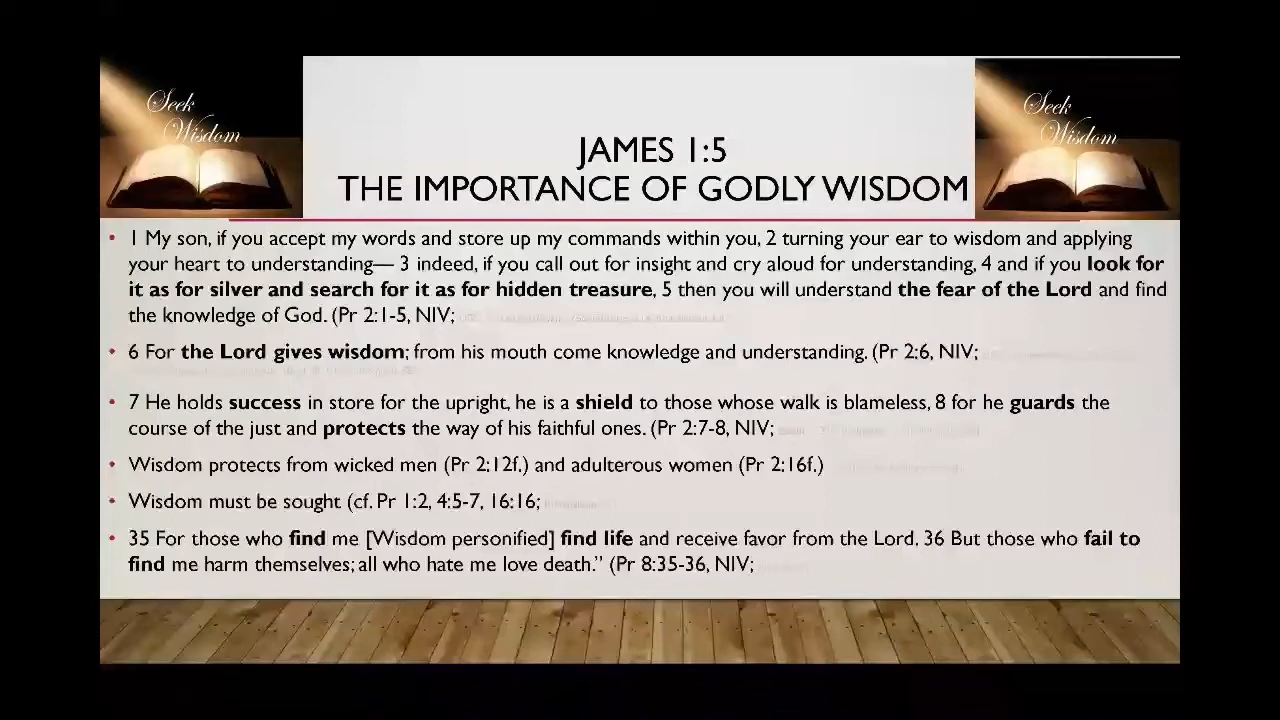 Seek
Wisdom
Seek
Wisdom
JAMES 1:5
THE IMPORTANCE OF GODLY WISDOM
• 1 My son, if you accept my words and store up my commands within you, 2 turning your ear to wisdom and applying
your heart to understanding— 3 indeed, if you call out for insight and cry aloud for understanding, 4 and if you look for
it as for silver and search for it as for hidden treasure, 5 then you will understand the fear of the Lord and find
the knowledge of God. (Pr 2:1-5, NIV;
• 6 For the Lord gives wisdom; from his mouth come knowledge and understanding. (Pr 2:6, NIV;
• 7 He holds success in store for the upright, he is a shield to those whose walk is blameless, 8 for he guards the
course of the just and protects the way of his faithful ones. (Pr 2:7-8, NIV;
• Wisdom protects from wicked men (Pr 2:12f.) and adulterous women (Pr 2:16f.)
• Wisdom must be sought (cf. Pr 1:2, 4:5-7, 16:16;
• 35 For those who find me [Wisdom personified] find life and receive favor from the Lord. 36 But those who fail to
find me harm themselves; all who hate me love death.” (Pr 8:35-36, NIV;